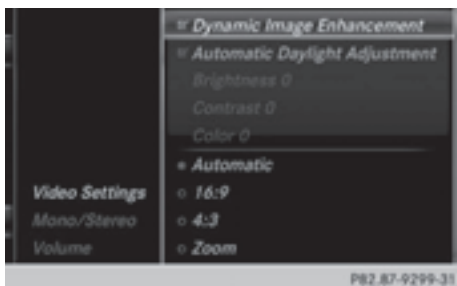 Dynamic Image Enhancement
Automatic Daylight Adjustment
Brightness 0
Contrast 0
Color 0
Automatic
Video Settings
16:9
Mono/Stereo
4:3
Volume
Zoom
P82.87-9299-31